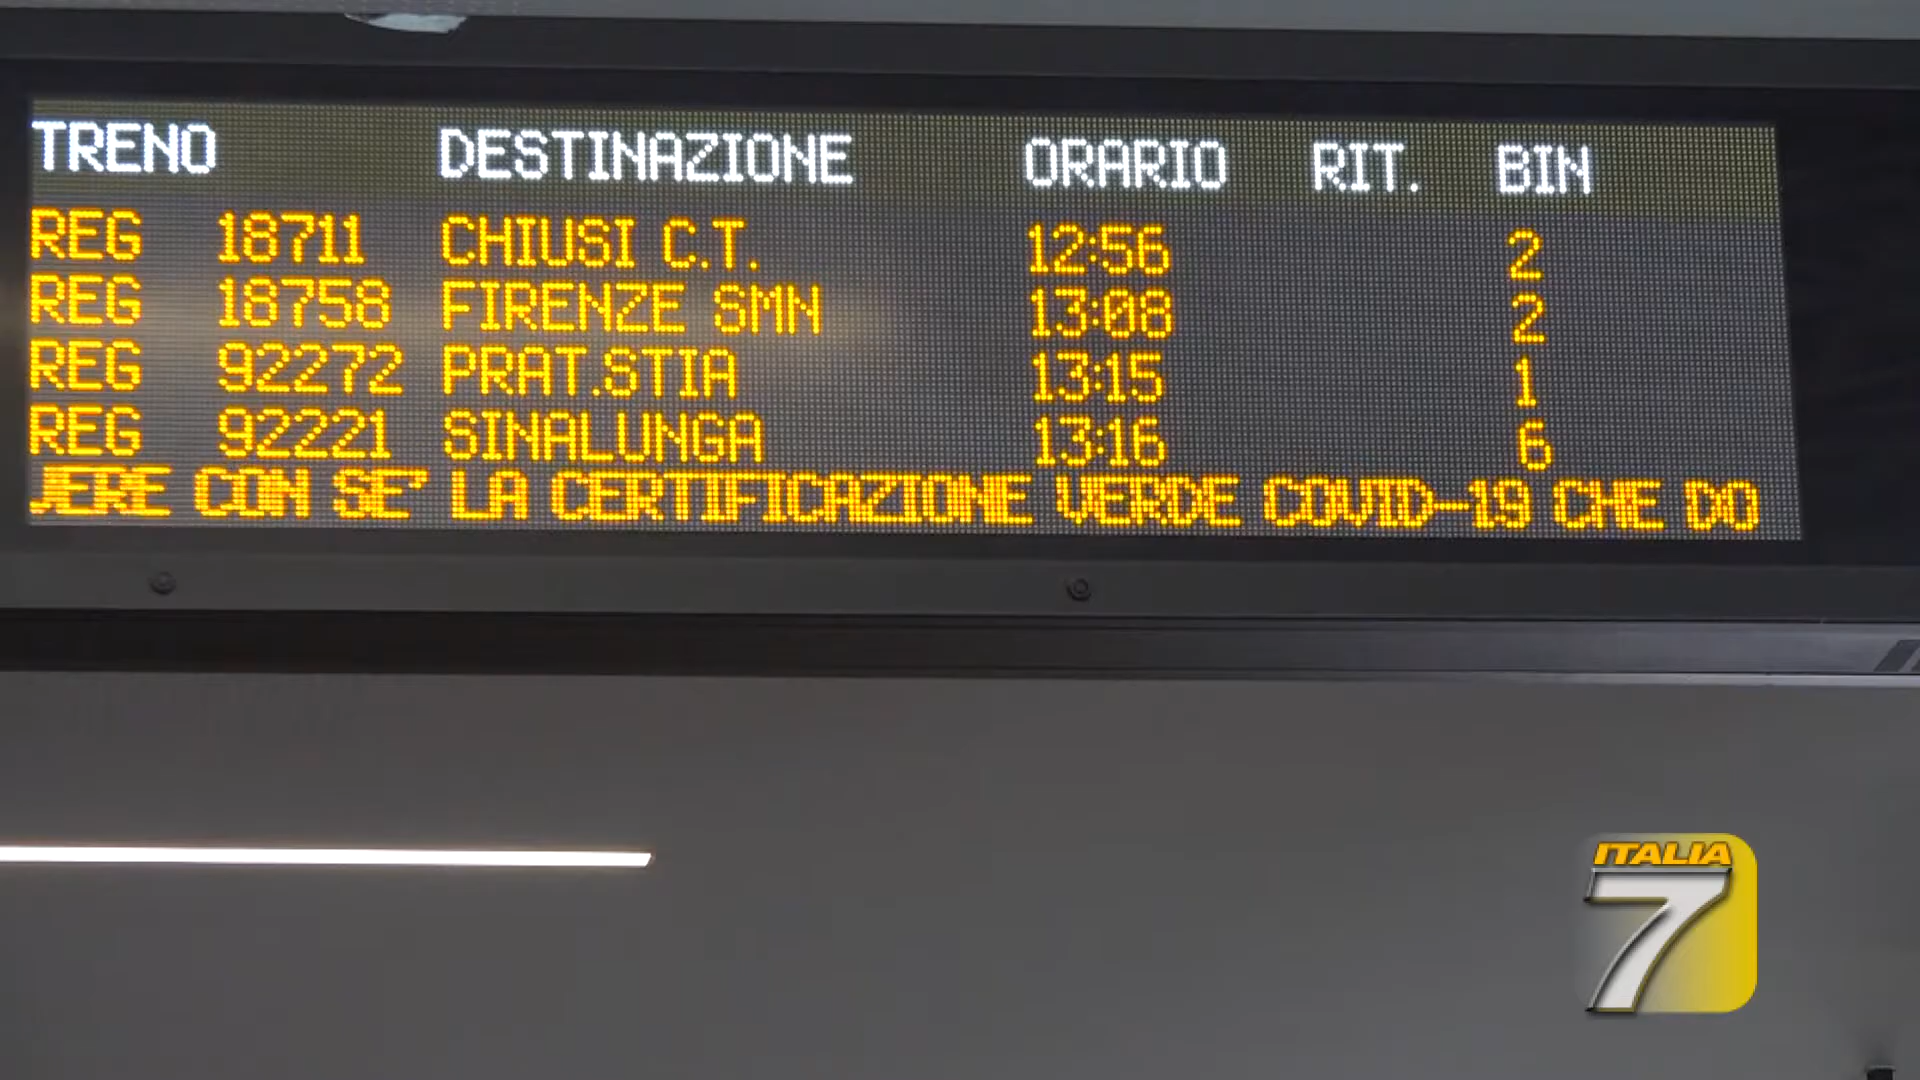 TRENO DESTINAZIONE ORARIO RIT. BIN
REG 18711 CHIUSI C.T. 12:56 2
REG 18758 FIRENZE SMN 13:08 2
REG 92272 PRAT.STIA 13:15 1
REG 92221 SINALUNGA 13:16 6
CON SE' LA CERTIFICAZIONE VERDE COVID-19 CHE DO
ITALIA
7